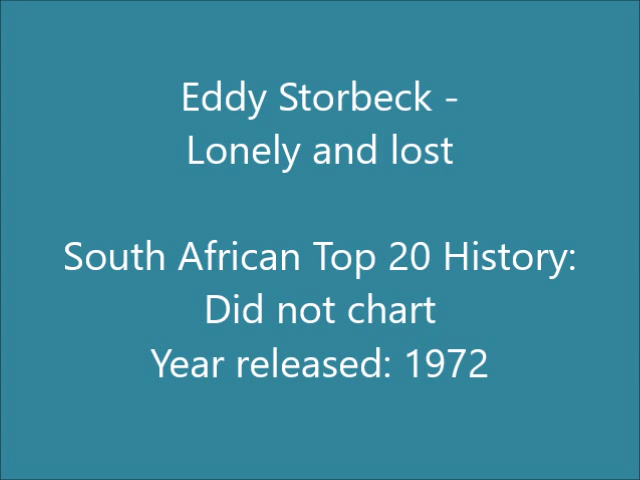 Eddy Storbeck -
Lonely and lost
South African Top 20 History:
Did not chart
Year released: 1972